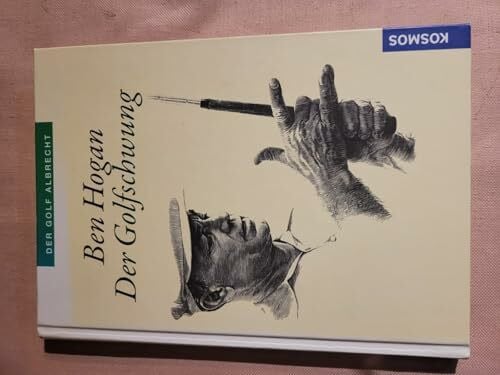 DER GOLF ALBRECHT
Ben Hogan
Der Golfschwung
KOSMOS